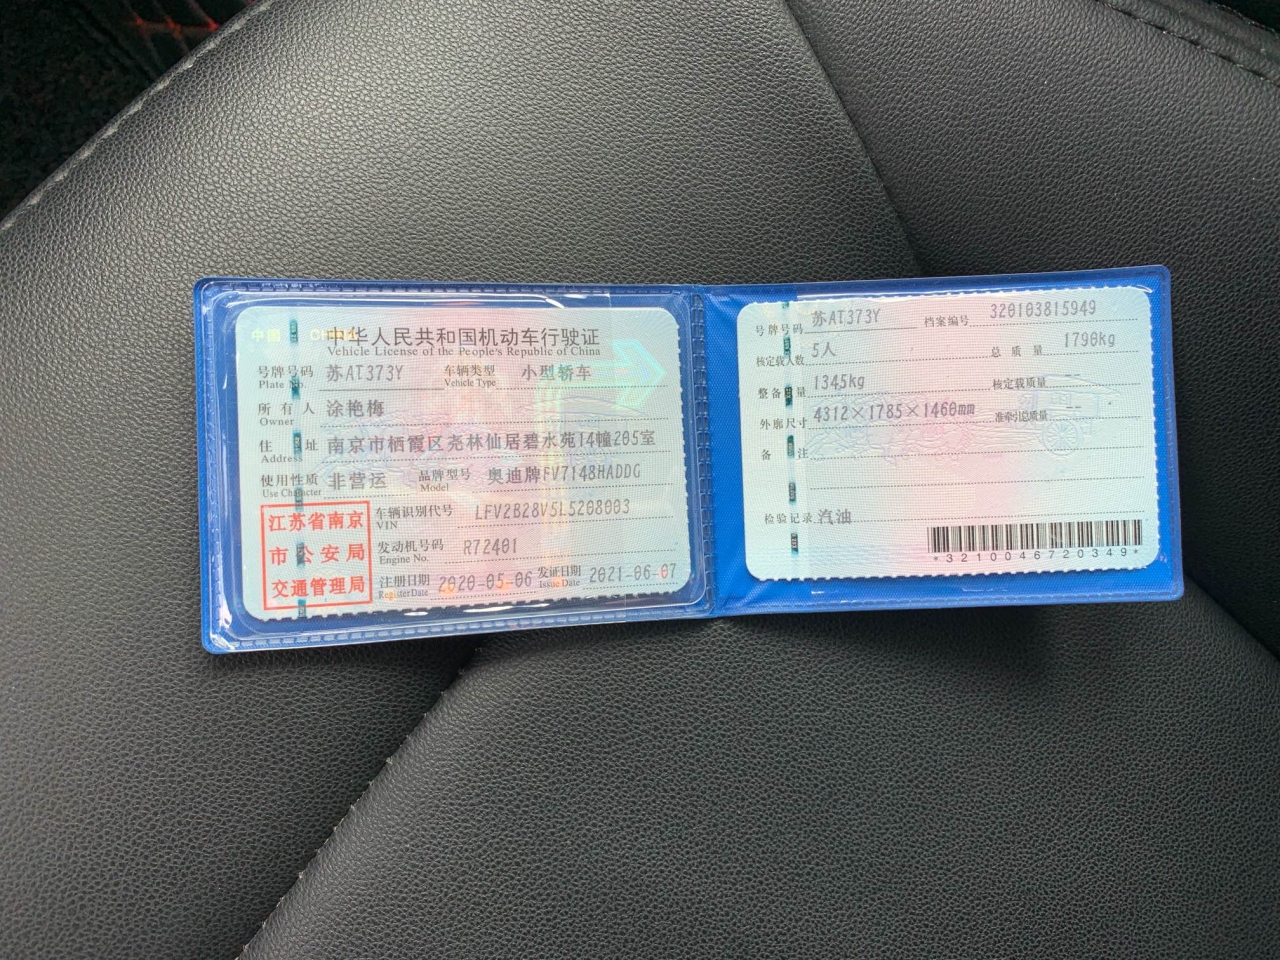 中国 China
中华人民共和国机动车行驶证
Vehicle License of the People's Republic of China
号牌号码 苏AT373Y 车辆类型 小型轿车
Plate No. Vehicle Type
所有人 涂艳梅
Owner
住址 南京市栖霞区尧林仙居碧水苑14幢205室
Address
使用性质 非营运 品牌型号 奥迪牌FV7148HADDG
Use Character Model
江苏省南京
市公安局
交通管理局
车辆识别代号 LFV2B28V5L5208003
VIN
发动机号码 R72401
Engine No.
注册日期 2020-05-06 发证日期 2021-06-07
Register Date Issue Date
号牌号码 苏AT373Y 档案编号 320103815949
核定载人数 5人 总质量 1790kg
整备质量 1345kg 核定载质量 --
外廓尺寸 4312×1785×1460mm 准牵引总质量 --
备注
检验记录 汽油
*3210046720349*